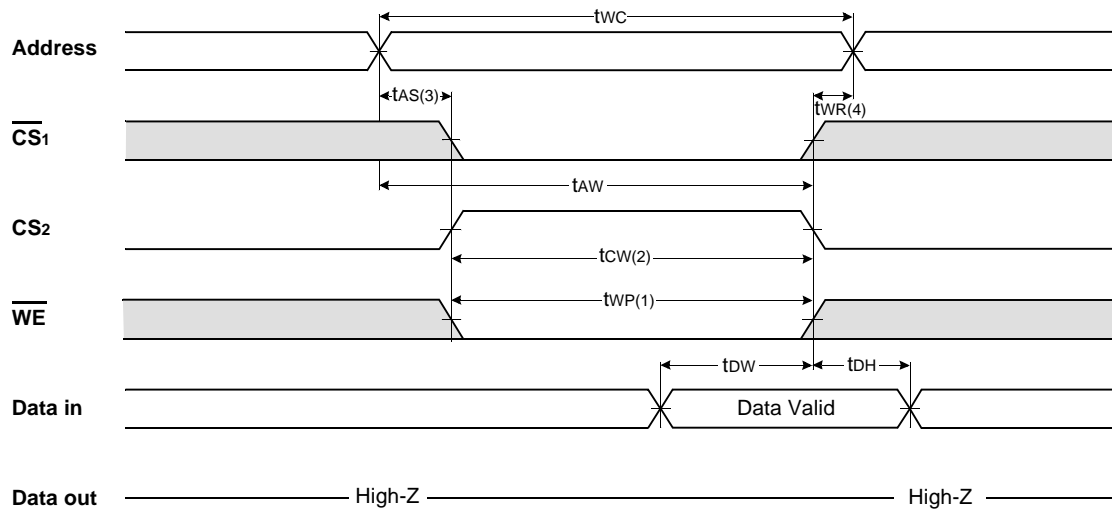 tWC
Address
tAS(3)
tWR(4)
CS1
tAW
CS2
tCW(2)
tWP(1)
WE
tDW
tDH
Data in
Data Valid
Data out
High-Z
High-Z